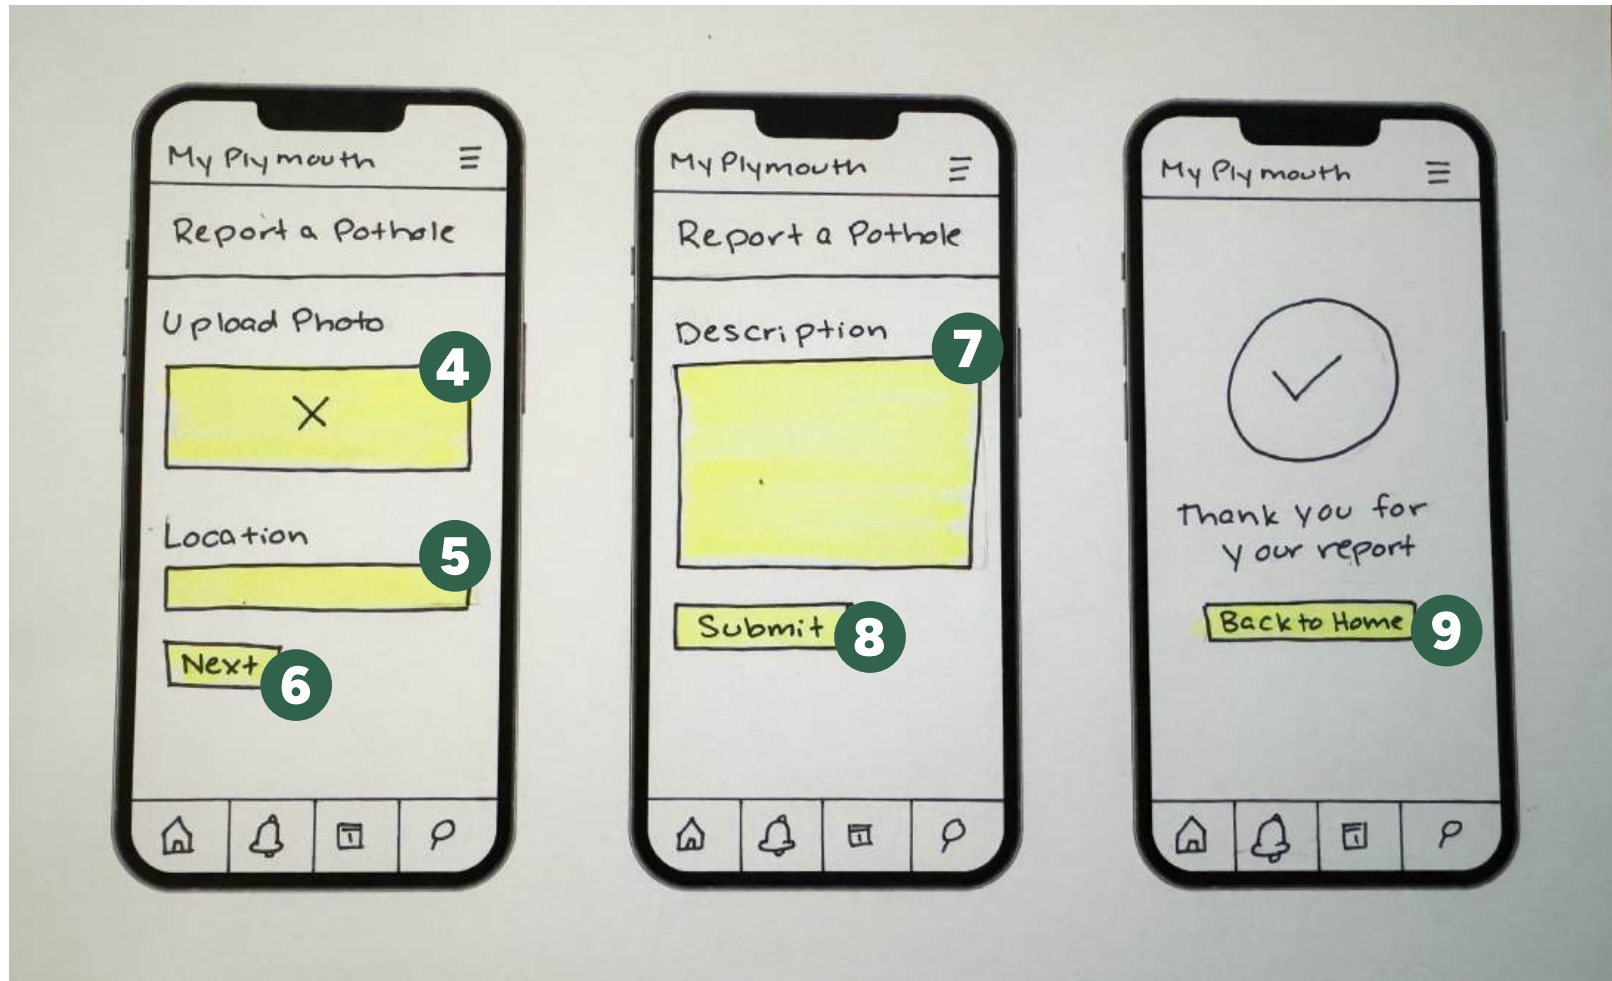 My Plymouth
Report a Pothole
Upload Photo
4
Location
5
Next
6
My Plymouth
Report a Pothole
Description
7
Submit
8
My Plymouth
Thank you for
your report
Back to Home
9